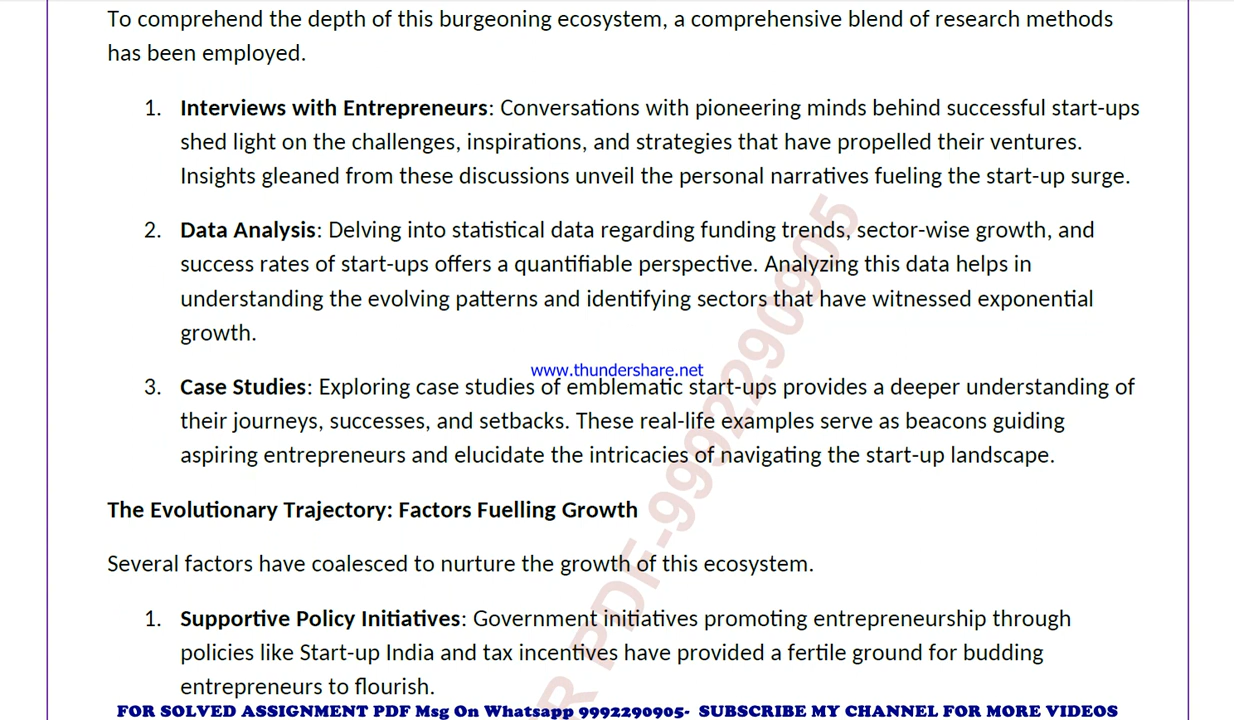 To comprehend the depth of this burgeoning ecosystem, a comprehensive blend of research methods
has been employed.
1. Interviews with Entrepreneurs: Conversations with pioneering minds behind successful start-ups
shed light on the challenges, inspirations, and strategies that have propelled their ventures.
Insights gleaned from these discussions unveil the personal narratives fueling the start-up surge.
2. Data Analysis: Delving into statistical data regarding funding trends, sector-wise growth, and
success rates of start-ups offers a quantifiable perspective. Analyzing this data helps in
understanding the evolving patterns and identifying sectors that have witnessed exponential
growth.
www.thundershare.net
3. Case Studies: Exploring case studies of emblematic start-ups provides a deeper understanding of
their journeys, successes, and setbacks. These real-life examples serve as beacons guiding
aspiring entrepreneurs and elucidate the intricacies of navigating the start-up landscape.
The Evolutionary Trajectory: Factors Fuelling Growth
Several factors have coalesced to nurture the growth of this ecosystem.
1. Supportive Policy Initiatives: Government initiatives promoting entrepreneurship through
policies like Start-up India and tax incentives have provided a fertile ground for budding
entrepreneurs to flourish.
R PDF-9992290905
FOR SOLVED ASSIGNMENT PDF Msg On Whatsapp 9992290905- SUBSCRIBE MY CHANNEL FOR MORE VIDEOS